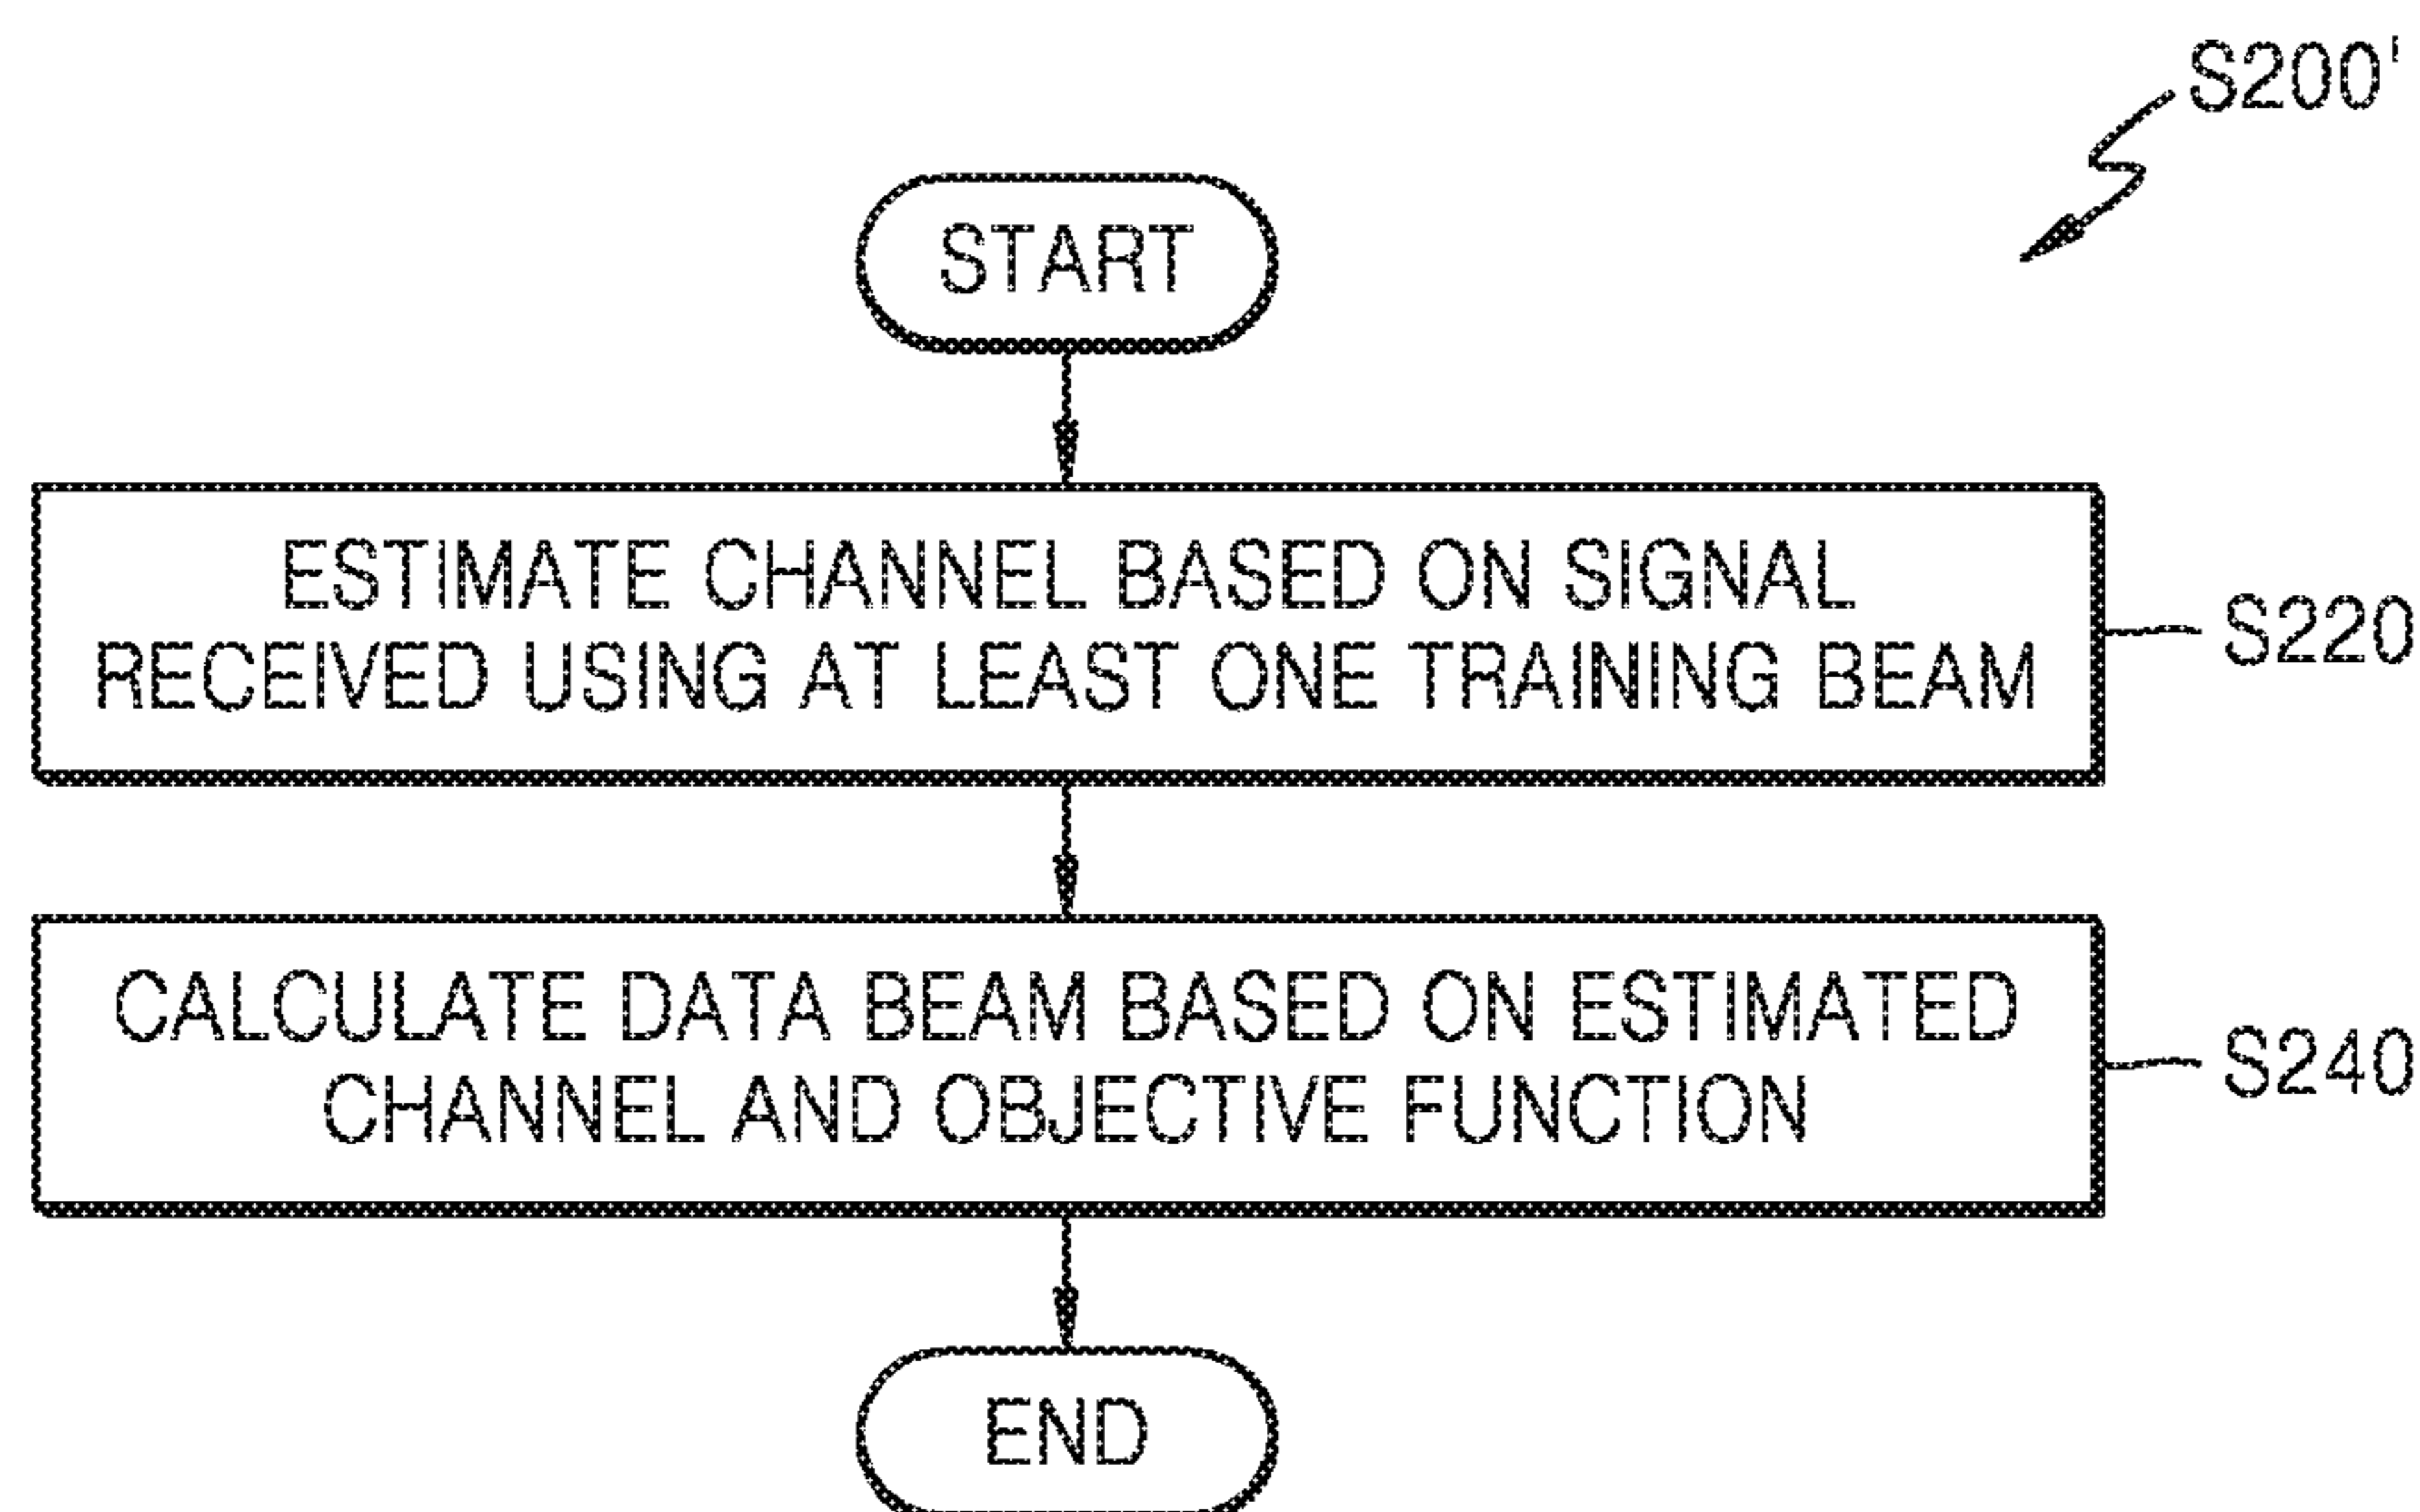 S200'
START
ESTIMATE CHANNEL BASED ON SIGNAL
RECEIVED USING AT LEAST ONE TRAINING BEAM
S220
CALCULATE DATA BEAM BASED ON ESTIMATED
CHANNEL AND OBJECTIVE FUNCTION
S240
END